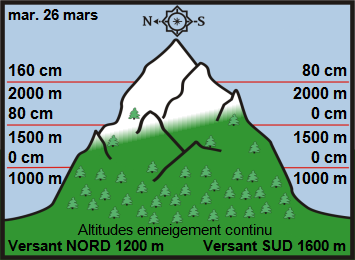 mar. 26 mars
N S
160 cm 80 cm
2000 m 2000 m
80 cm 0 cm
1500 m 1500 m
0 cm 0 cm
1000 m 1000 m
Altitudes enneigement continu
Versant NORD 1200 m Versant SUD 1600 m